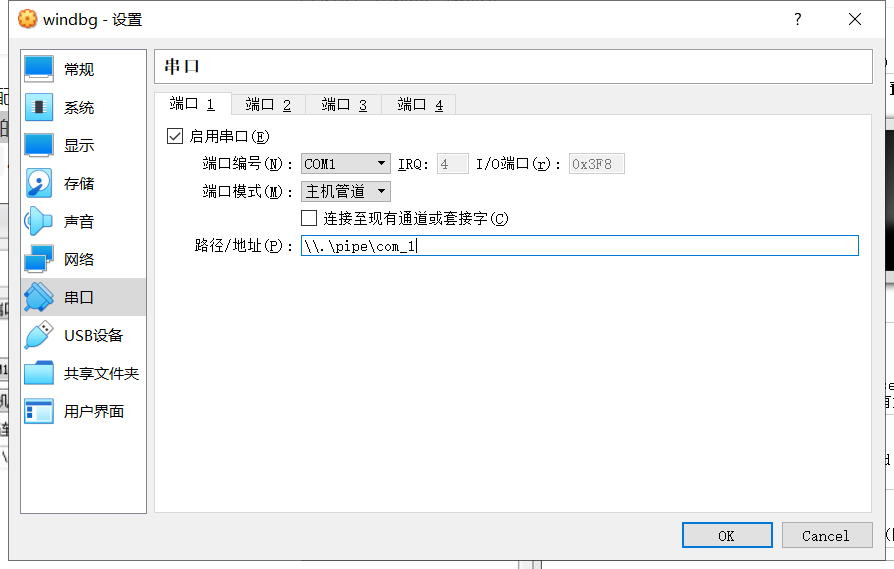 windbg - 设置
?
常规
系统
显示
存储
声音
网络
串口
USB设备
共享文件夹
用户界面
串口
端口 1 端口 2 端口 3 端口 4
启用串口(E)
端口编号(N): COM1 IRQ: 4 I/O端口(r): 0x3F8
端口模式(M): 主机管道
连接至现有通道或套接字(C)
路径/地址(P): \\.\pipe\com_1
OK Cancel